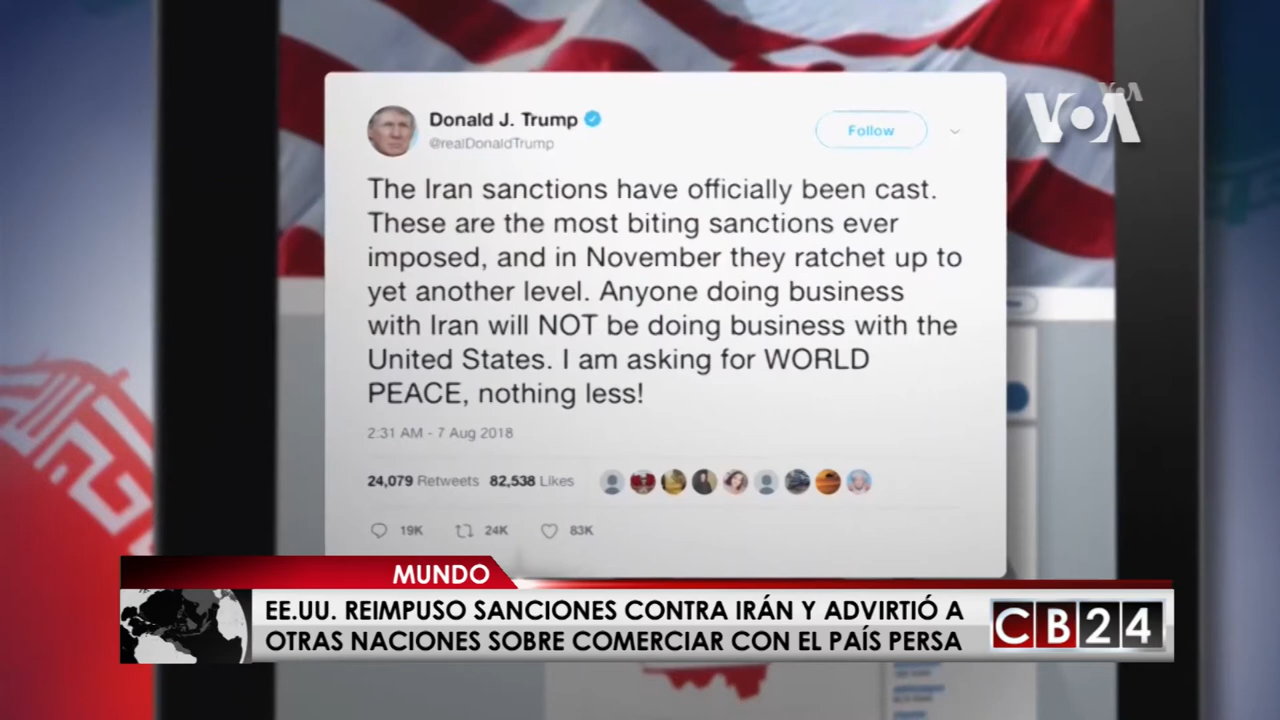 VOA
VOA
Donald J. Trump
Follow
@realDonaldTrump
The Iran sanctions have officially been cast.
These are the most biting sanctions ever
imposed, and in November they ratchet up to
yet another level. Anyone doing business
with Iran will NOT be doing business with the
United States. I am asking for WORLD
PEACE, nothing less!
2:31 AM - 7 Aug 2018
24,079 Retweets 82,538 Likes
19K 24K 83K
MUNDO
EE.UU. REIMPUSO SANCIONES CONTRA IRÁN Y ADVIRTIÓ A
OTRAS NACIONES SOBRE COMERCIAR CON EL PAÍS PERSA
CB24